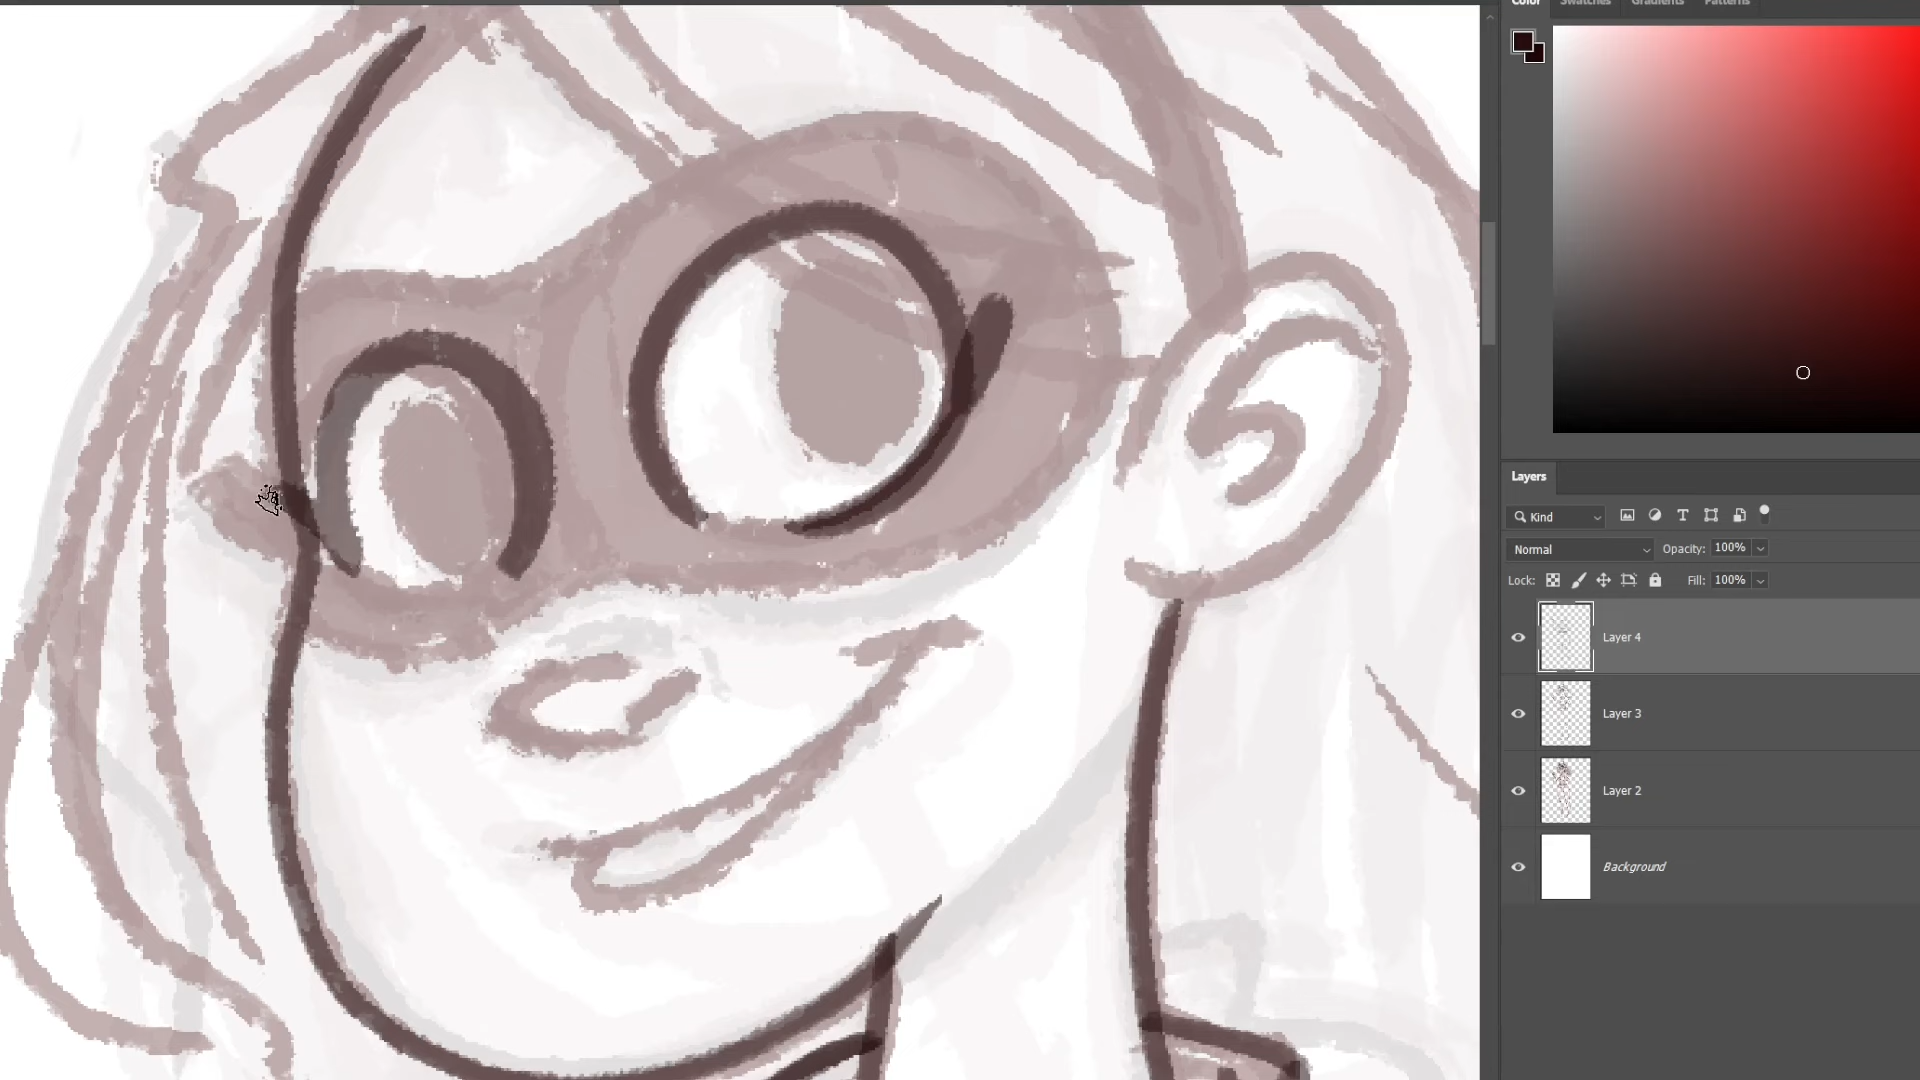 Color Swatches Gradients Patterns
Layers
Kind
Normal Opacity: 100%
Lock: Fill: 100%
Layer 4
Layer 3
Layer 2
Background